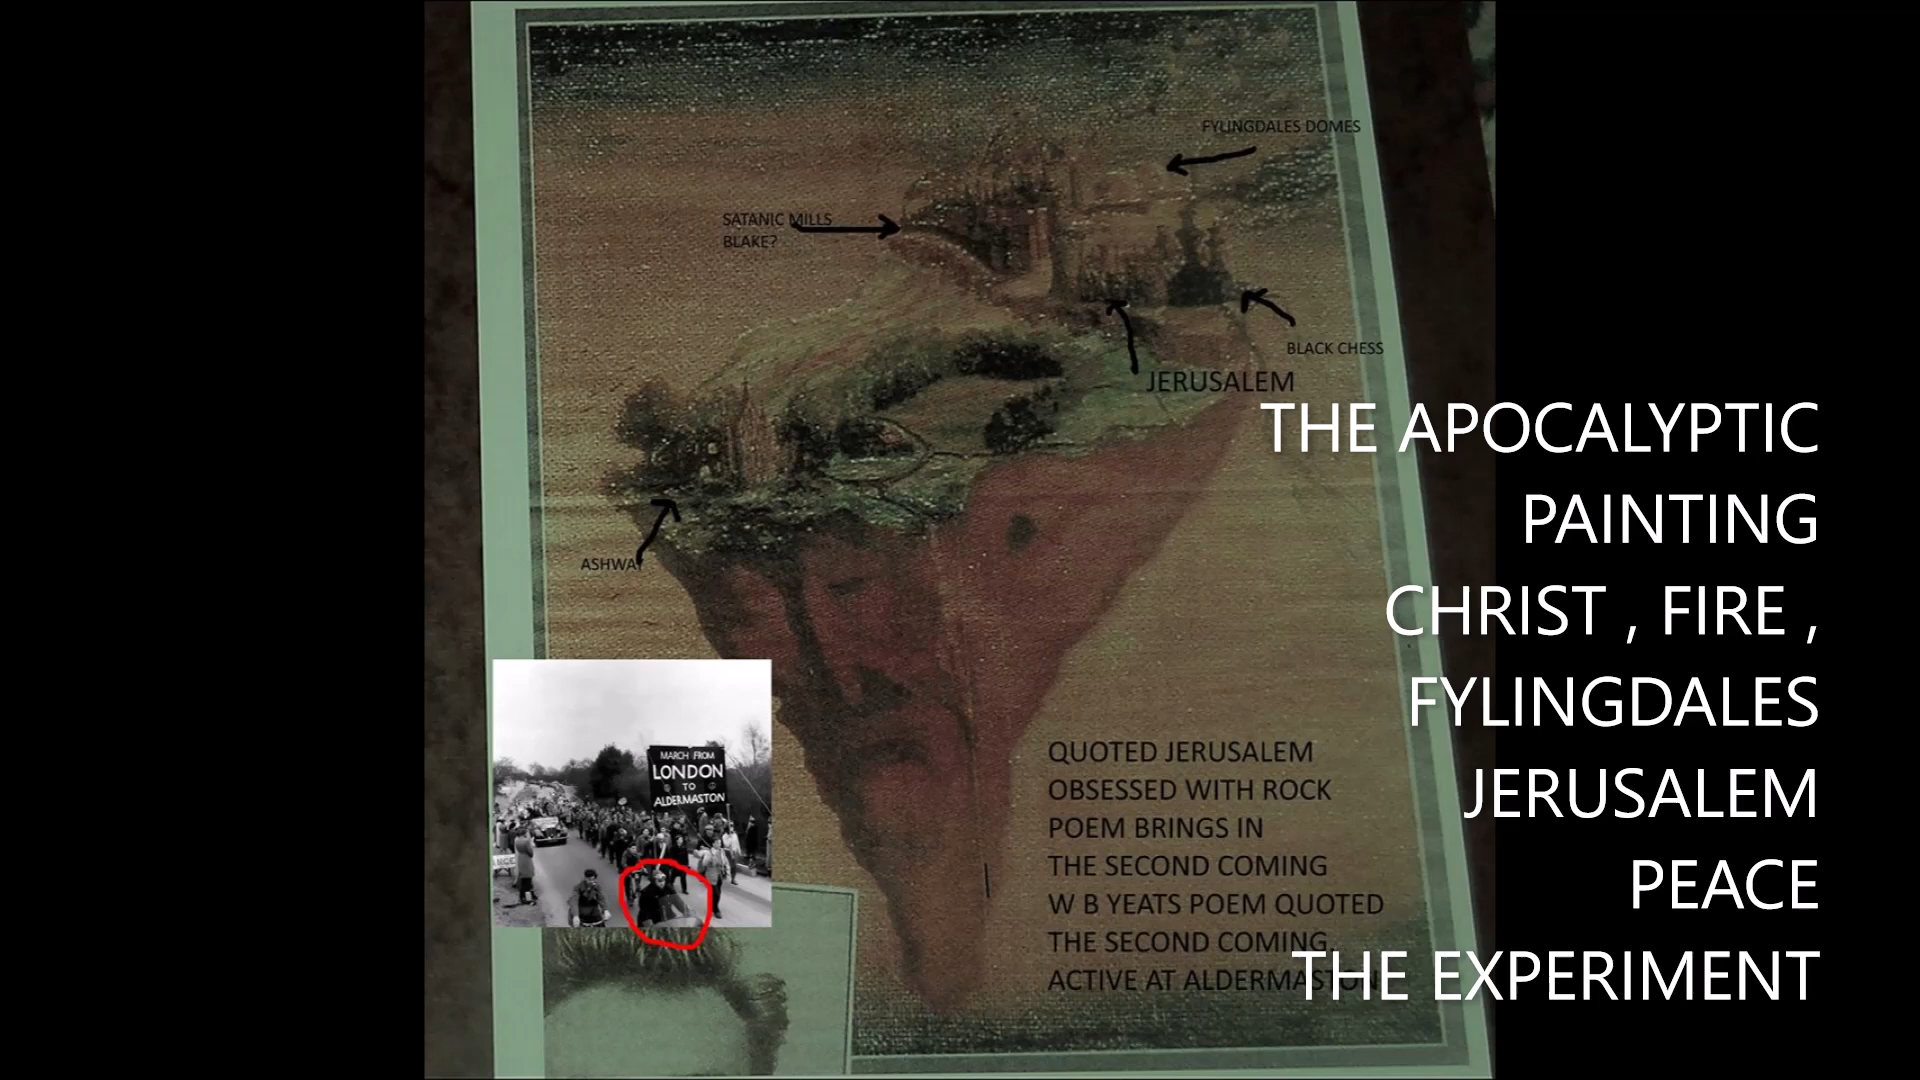 FYLINGDALES DOMES
SATANIC MILLS
BLAKE?
BLACK CHESS
JERUSALEM
ASHWAY
THE APOCALYPTIC
PAINTING
CHRIST , FIRE ,
FYLINGDALES
JERUSALEM
PEACE
THE EXPERIMENT
MARCH FROM
LONDON
TO
ALDERMASTON
QUOTED JERUSALEM
OBSESSED WITH ROCK
POEM BRINGS IN
THE SECOND COMING
W B YEATS POEM QUOTED
THE SECOND COMING.
ACTIVE AT ALDERMASTON